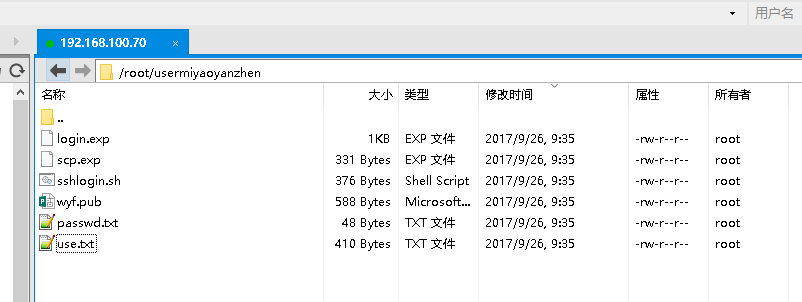 用户名
192.168.100.70 ×
/root/usermiyaoyanzhen
名称 大小 类型 修改时间 属性 所有者
..
login.exp 1KB EXP 文件 2017/9/26, 9:35 -rw-r--r-- root
scp.exp 331 Bytes EXP 文件 2017/9/26, 9:35 -rw-r--r-- root
sshlogin.sh 376 Bytes Shell Script 2017/9/26, 9:35 -rw-r--r-- root
wyf.pub 588 Bytes Microsoft... 2017/9/26, 9:35 -rw-r--r-- root
passwd.txt 48 Bytes TXT 文件 2017/9/26, 9:35 -rw-r--r-- root
use.txt 410 Bytes TXT 文件 2017/9/26, 9:35 -rw-r--r-- root